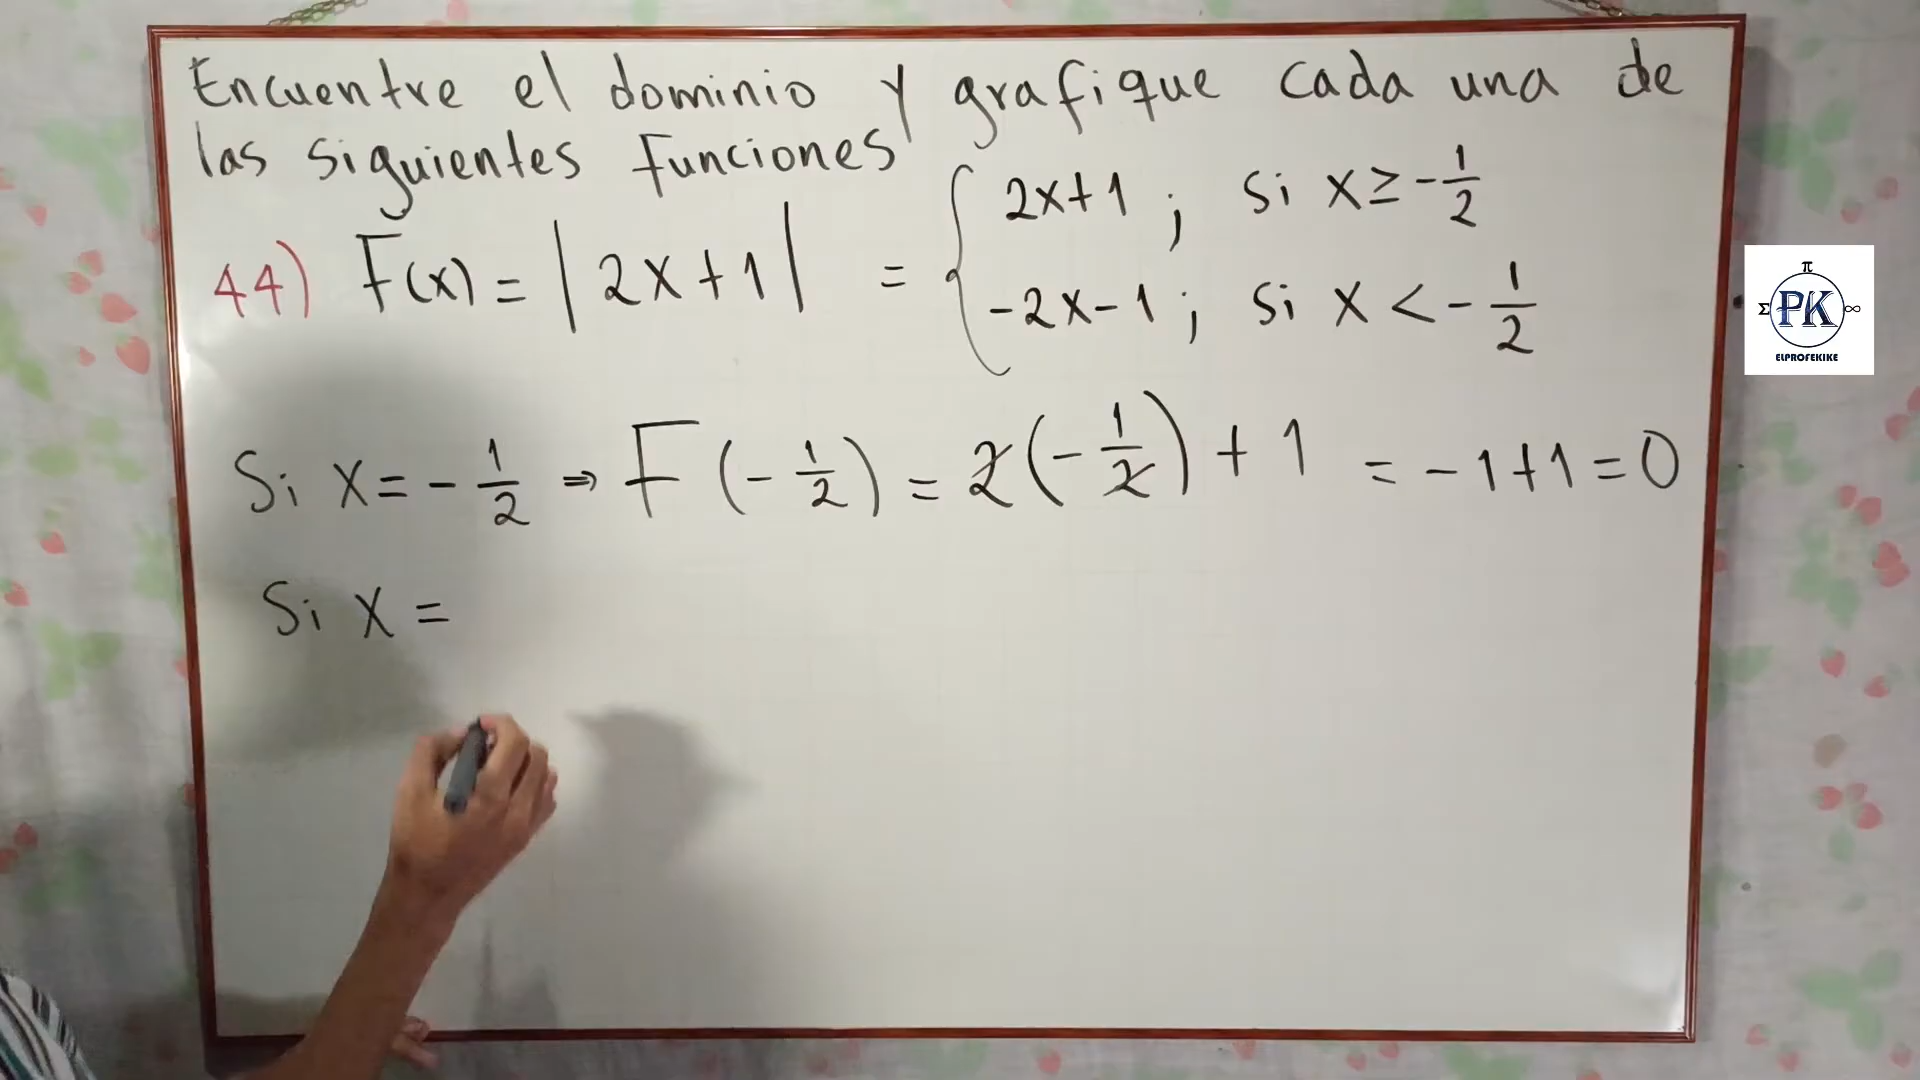 Encuentre el dominio y grafique cada una de
las siguientes funciones
44) F(x) = |2x+1| = { 2x+1 ; si x ≥ -1/2
-2x-1 ; si x < -1/2
Si x = -1/2 ⇒ F(-1/2) = 2(-1/2) + 1 = -1+1 = 0
Si x =
π
Σ PK ∞
ELPROFEKIKE